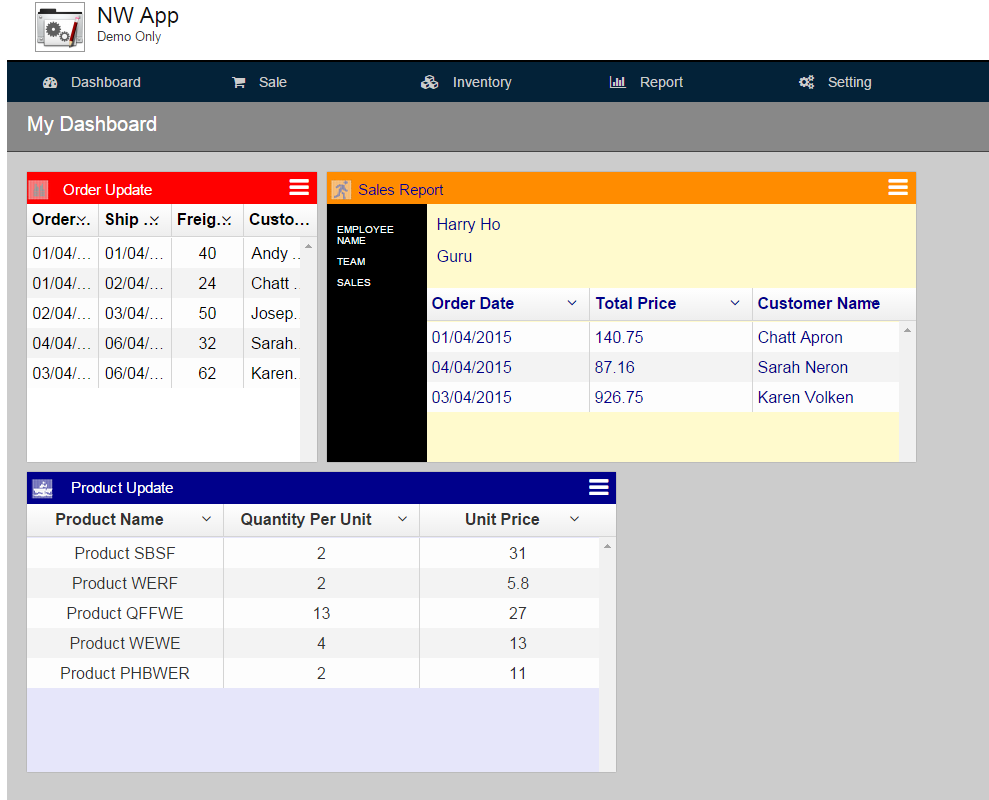 NW App
Demo Only
Dashboard Sale Inventory Report Setting
My Dashboard
Order Update
Order... Ship ... Freig... Custo...
01/04/... 01/04/... 40 Andy ..
01/04/... 02/04/... 24 Chatt ..
02/04/... 03/04/... 50 Josep.
04/04/... 06/04/... 32 Sarah.
03/04/... 06/04/... 62 Karen.
Sales Report
EMPLOYEE NAME
TEAM
SALES
Harry Ho
Guru
Order Date Total Price Customer Name
01/04/2015 140.75 Chatt Apron
04/04/2015 87.16 Sarah Neron
03/04/2015 926.75 Karen Volken
Product Update
Product Name Quantity Per Unit Unit Price
Product SBSF 2 31
Product WERF 2 5.8
Product QFFWE 13 27
Product WEWE 4 13
Product PHBWER 2 11